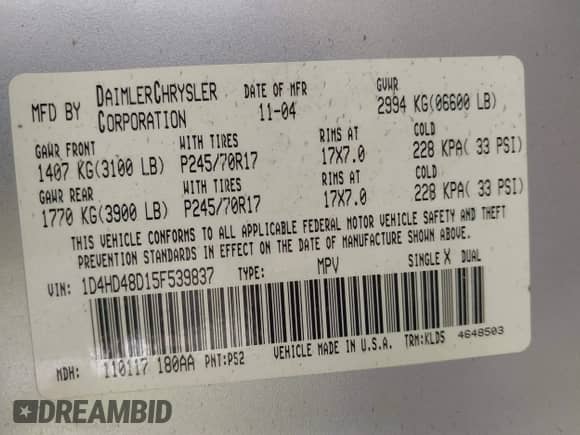 MFD BY DAIMLERCHRYSLER CORPORATION DATE OF MFR 11-04 GVWR 2994 KG(06600 LB)
GAWR FRONT WITH TIRES RIMS AT COLD
1407 KG(3100 LB) P245/70R17 17X7.0 228 KPA( 33 PSI)
GAWR REAR WITH TIRES RIMS AT COLD
1770 KG(3900 LB) P245/70R17 17X7.0 228 KPA( 33 PSI)
THIS VEHICLE CONFORMS TO ALL APPLICABLE FEDERAL MOTOR VEHICLE SAFETY AND THEFT
PREVENTION STANDARDS IN EFFECT ON THE DATE OF MANUFACTURE SHOWN ABOVE.
VIN: 1D4HD48D15F539837 TYPE: MPV SINGLE X DUAL
MDH: 110117 180AA PNT:PS2 VEHICLE MADE IN U.S.A. TRM:KLD5 4648503
DREAMBID